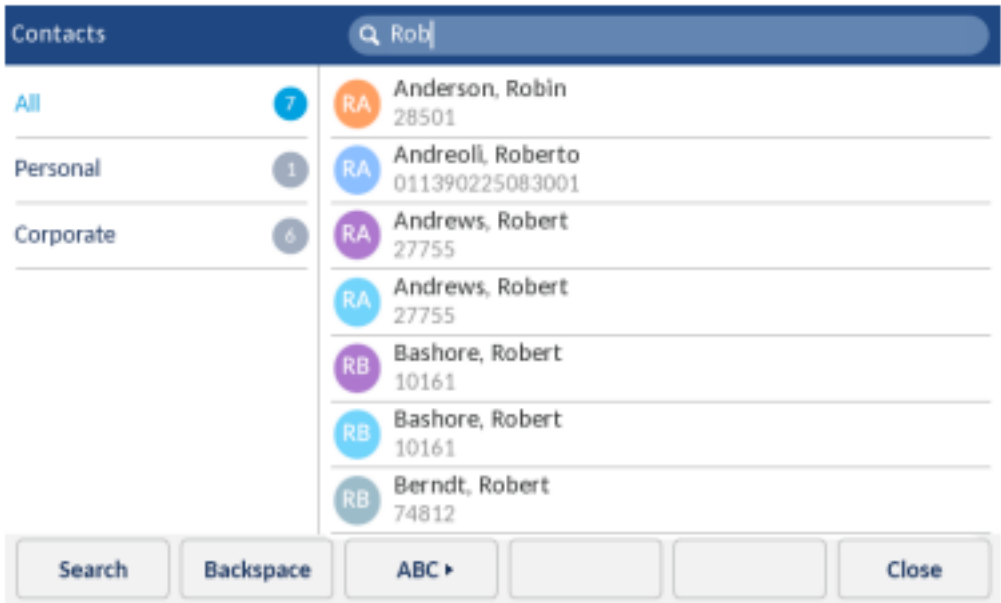 Contacts
Rob
All 7
Personal 1
Corporate 6
RA Anderson, Robin
28501
RA Andreoli, Roberto
011390225083001
RA Andrews, Robert
27755
RA Andrews, Robert
27755
RB Bashore, Robert
10161
RB Bashore, Robert
10161
RB Berndt, Robert
74812
Search Backspace ABC Close